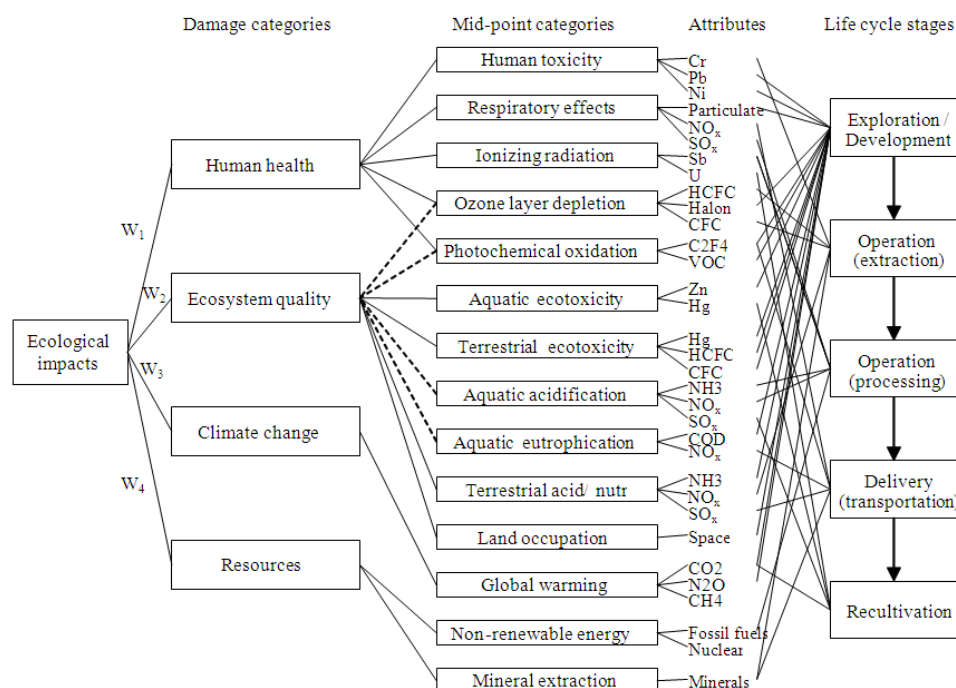 Damage categories
Mid-point categories
Attributes
Life cycle stages
Ecological
impacts
W1
W2
W3
W4
Human health
Ecosystem quality
Climate change
Resources
Human toxicity
Respiratory effects
Ionizing radiation
Ozone layer depletion
Photochemical oxidation
Aquatic ecotoxicity
Terrestrial ecotoxicity
Aquatic acidification
Aquatic eutrophication
Terrestrial acid/ nutr
Land occupation
Global warming
Non-renewable energy
Mineral extraction
Cr
Pb
Ni
Particulate
NOx
SOx
Sb
U
HCFC
Halon
CFC
C2F4
VOC
Zn
Hg
Hg
HCFC
CFC
NH3
NOx
SOx
COD
NOx
NH3
NOx
SOx
Space
CO2
N2O
CH4
Fossil fuels
Nuclear
Minerals
Exploration /
Development
Operation
(extraction)
Operation
(processing)
Delivery
(transportation)
Recultivation